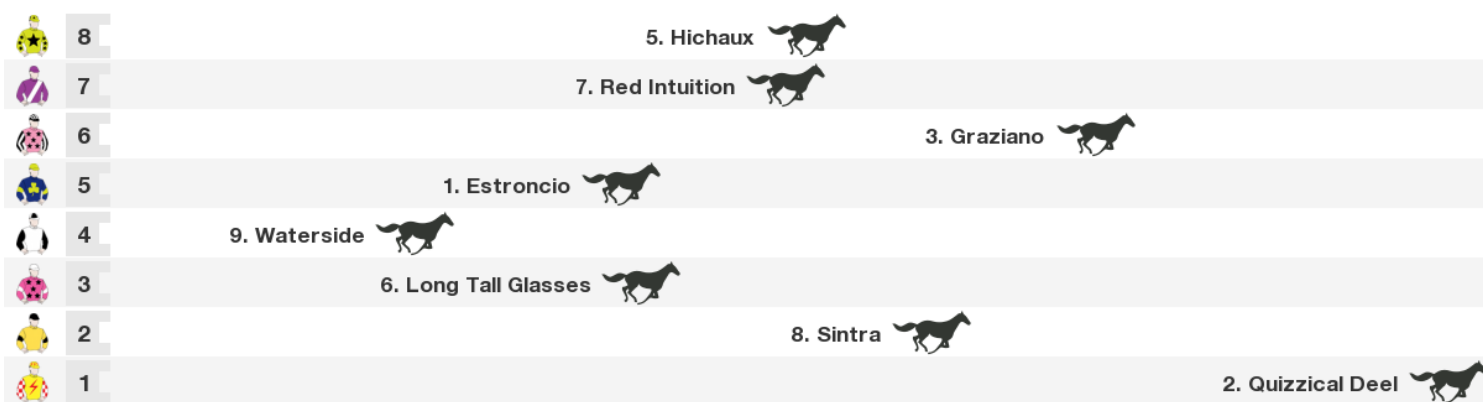 8 5. Hichaux
7 7. Red Intuition
6 3. Graziano
5 1. Estroncio
4 9. Waterside
3 6. Long Tall Glasses
2 8. Sintra
1 2. Quizzical Deel